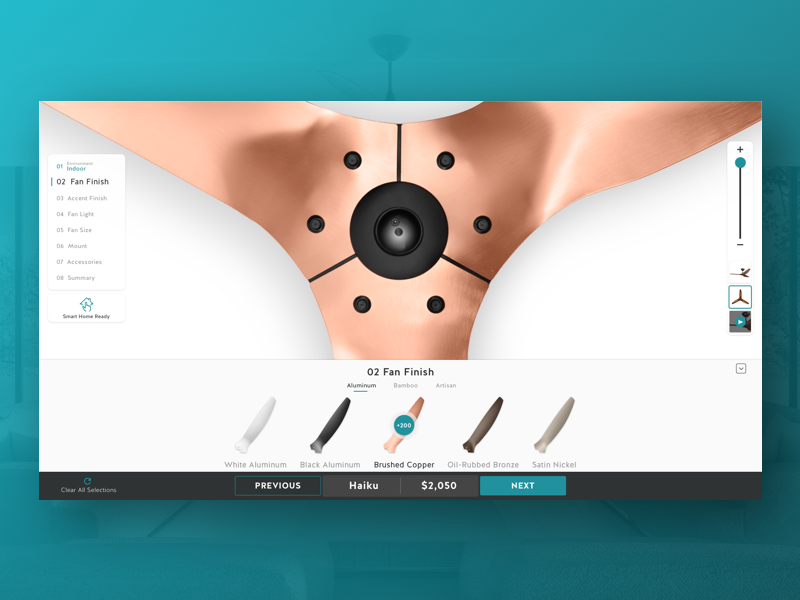 01 Environment
Indoor
02 Fan Finish
03 Accent Finish
04 Fan Light
05 Fan Size
06 Mount
07 Accessories
08 Summary
Smart Home Ready
+
−
02 Fan Finish
Aluminum Bamboo Artisan
+200
White Aluminum Black Aluminum Brushed Copper Oil-Rubbed Bronze Satin Nickel
Clear All Selections
PREVIOUS Haiku $2,050 NEXT